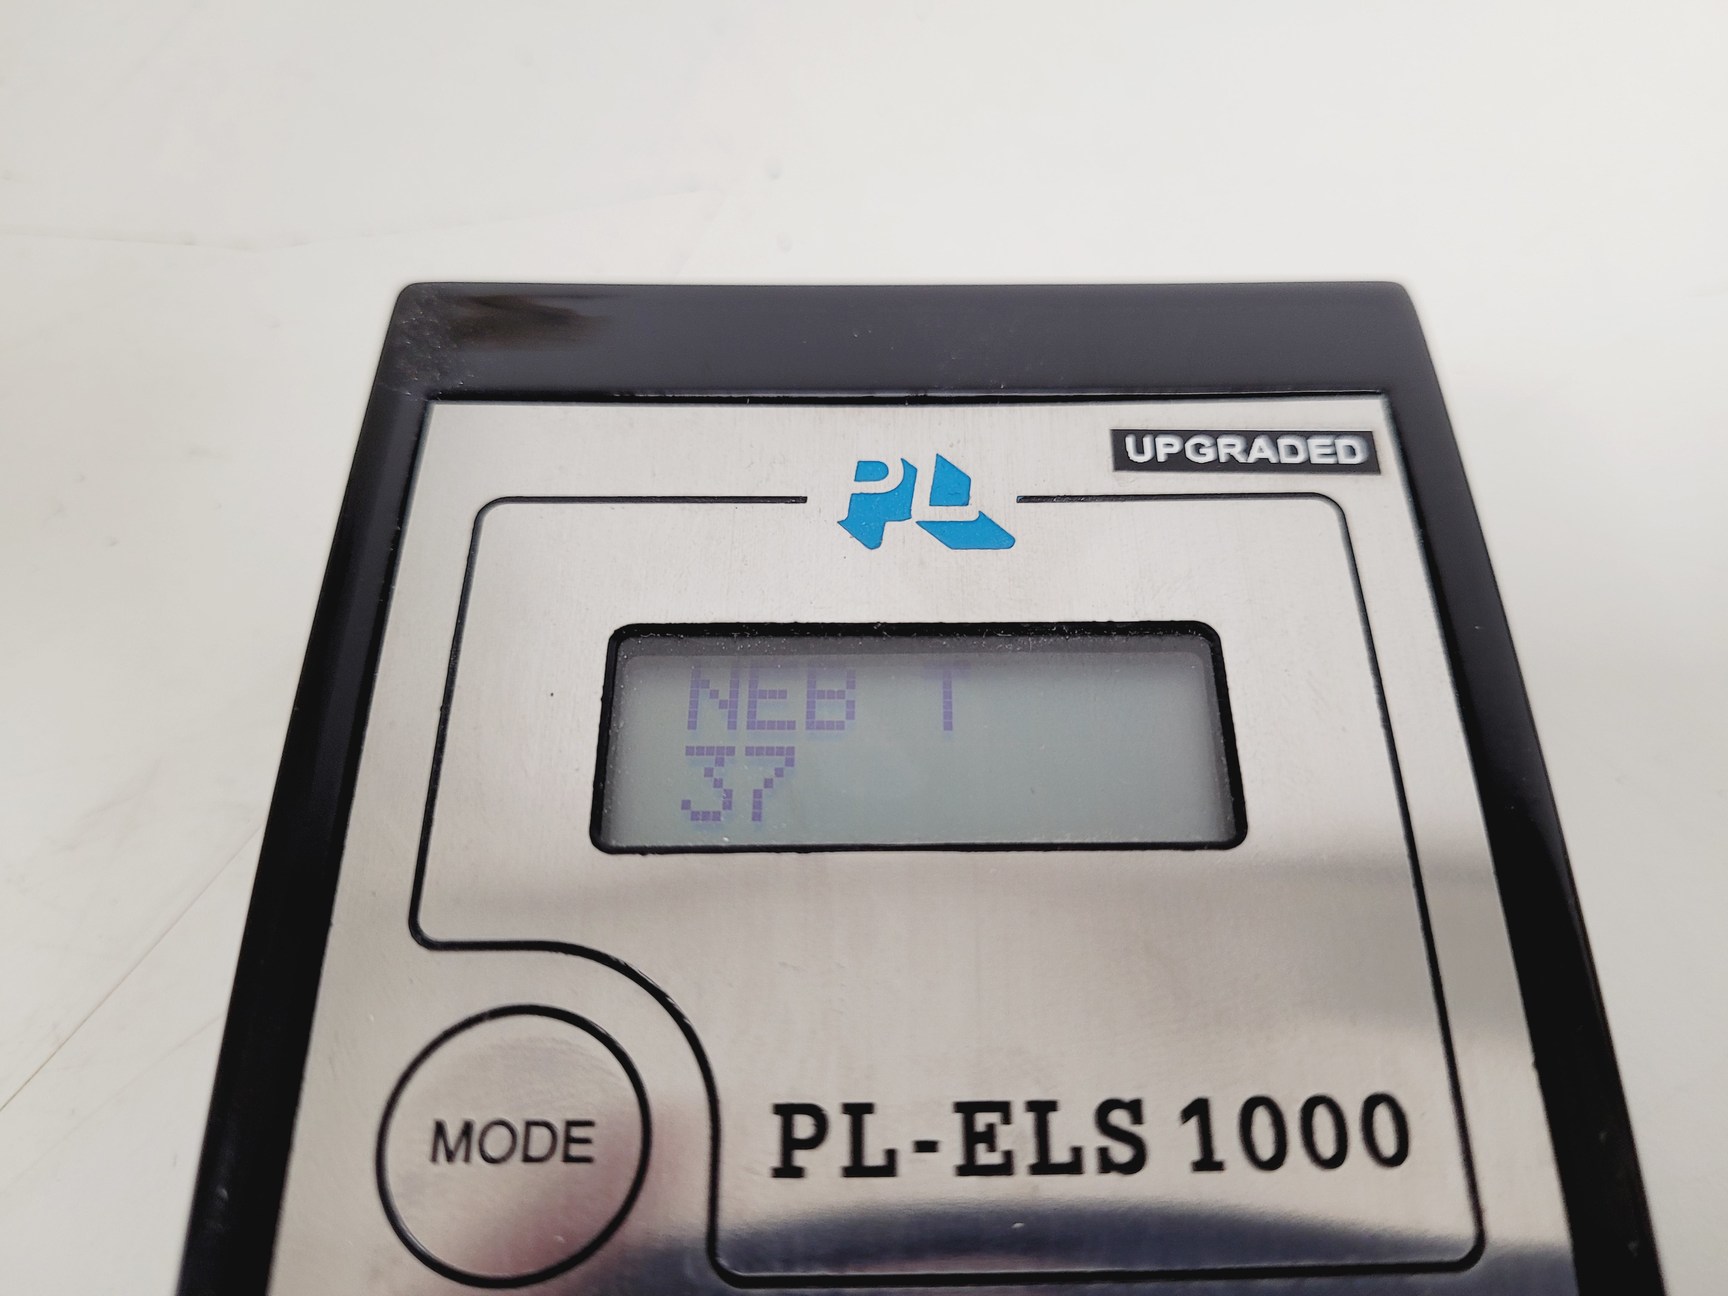 UPGRADED
PL
NEB T
37
MODE
PL-ELS 1000